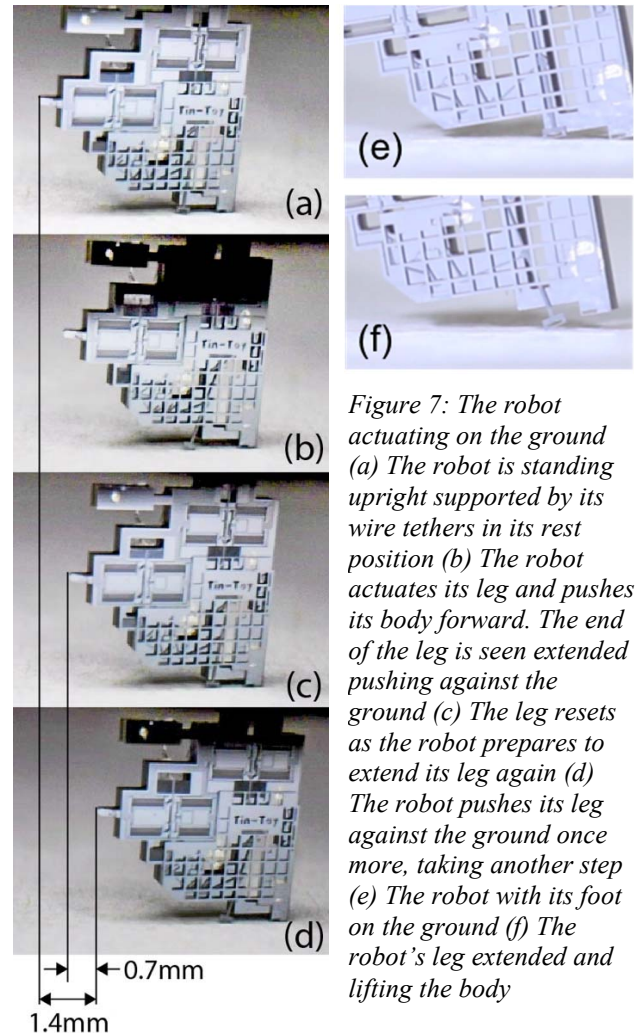 Tin-Toy
(a)
Tin-Toy
(b)
Tin-Toy
(c)
Tin-Toy
(d)
0.7mm
1.4mm
(e)
(f)
Figure 7: The robot
actuating on the ground
(a) The robot is standing
upright supported by its
wire tethers in its rest
position (b) The robot
actuates its leg and pushes
its body forward. The end
of the leg is seen extended
pushing against the
ground (c) The leg resets
as the robot prepares to
extend its leg again (d)
The robot pushes its leg
against the ground once
more, taking another step
(e) The robot with its foot
on the ground (f) The
robot's leg extended and
lifting the body